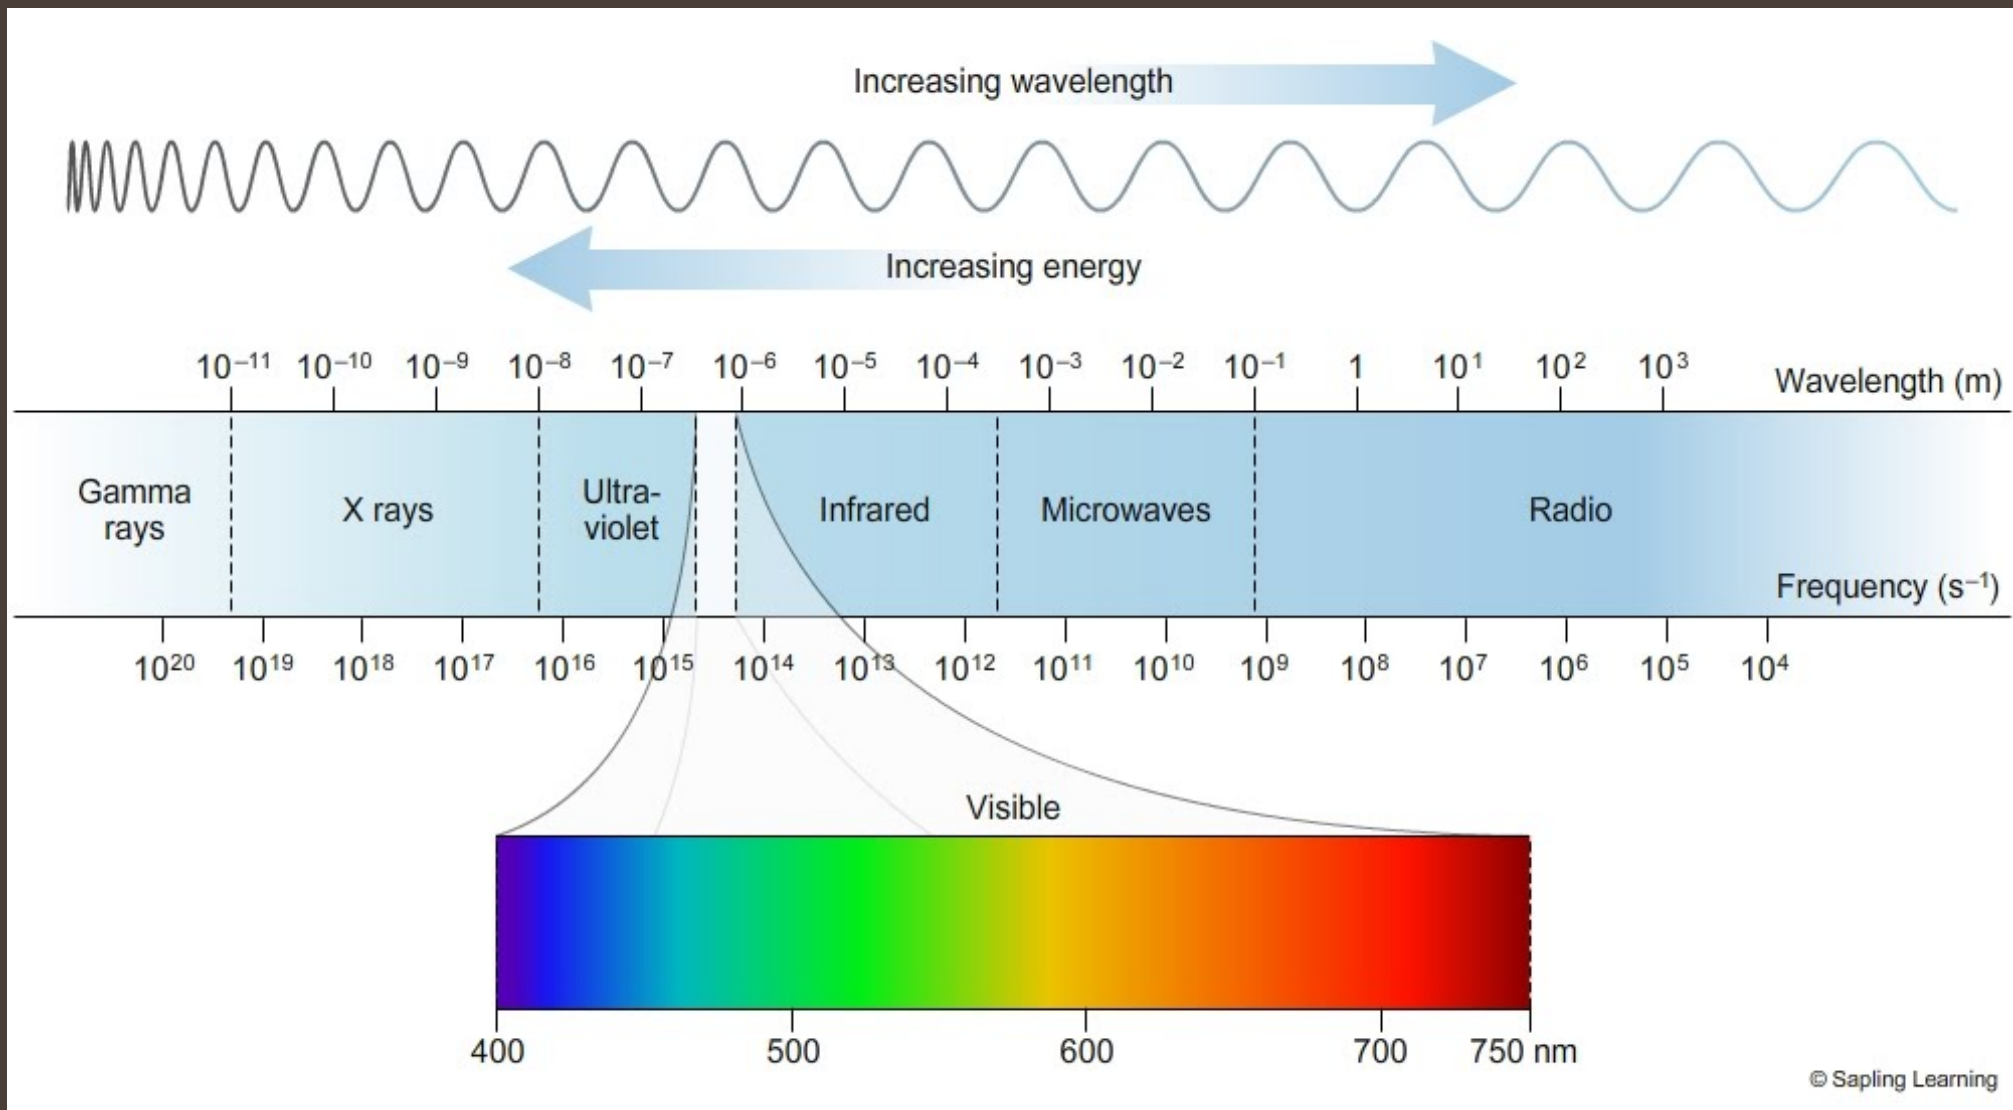 Increasing wavelength
Increasing energy
10⁻¹¹ 10⁻¹⁰ 10⁻⁹ 10⁻⁸ 10⁻⁷ 10⁻⁶ 10⁻⁵ 10⁻⁴ 10⁻³ 10⁻² 10⁻¹ 1 10¹ 10² 10³ Wavelength (m)
Gamma
rays
X rays
Ultra-
violet
Infrared
Microwaves
Radio
Frequency (s⁻¹)
10²⁰ 10¹⁹ 10¹⁸ 10¹⁷ 10¹⁶ 10¹⁵ 10¹⁴ 10¹³ 10¹² 10¹¹ 10¹⁰ 10⁹ 10⁸ 10⁷ 10⁶ 10⁵ 10⁴
Visible
400 500 600 700 750 nm
© Sapling Learning